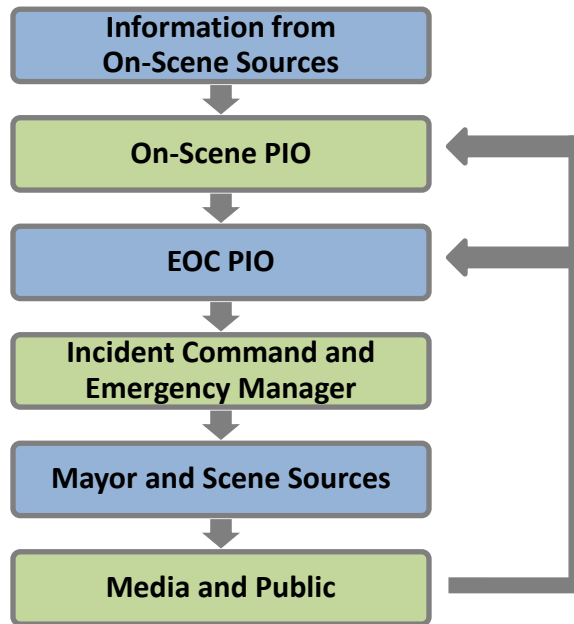 Information from
On-Scene Sources
On-Scene PIO
EOC PIO
Incident Command and
Emergency Manager
Mayor and Scene Sources
Media and Public